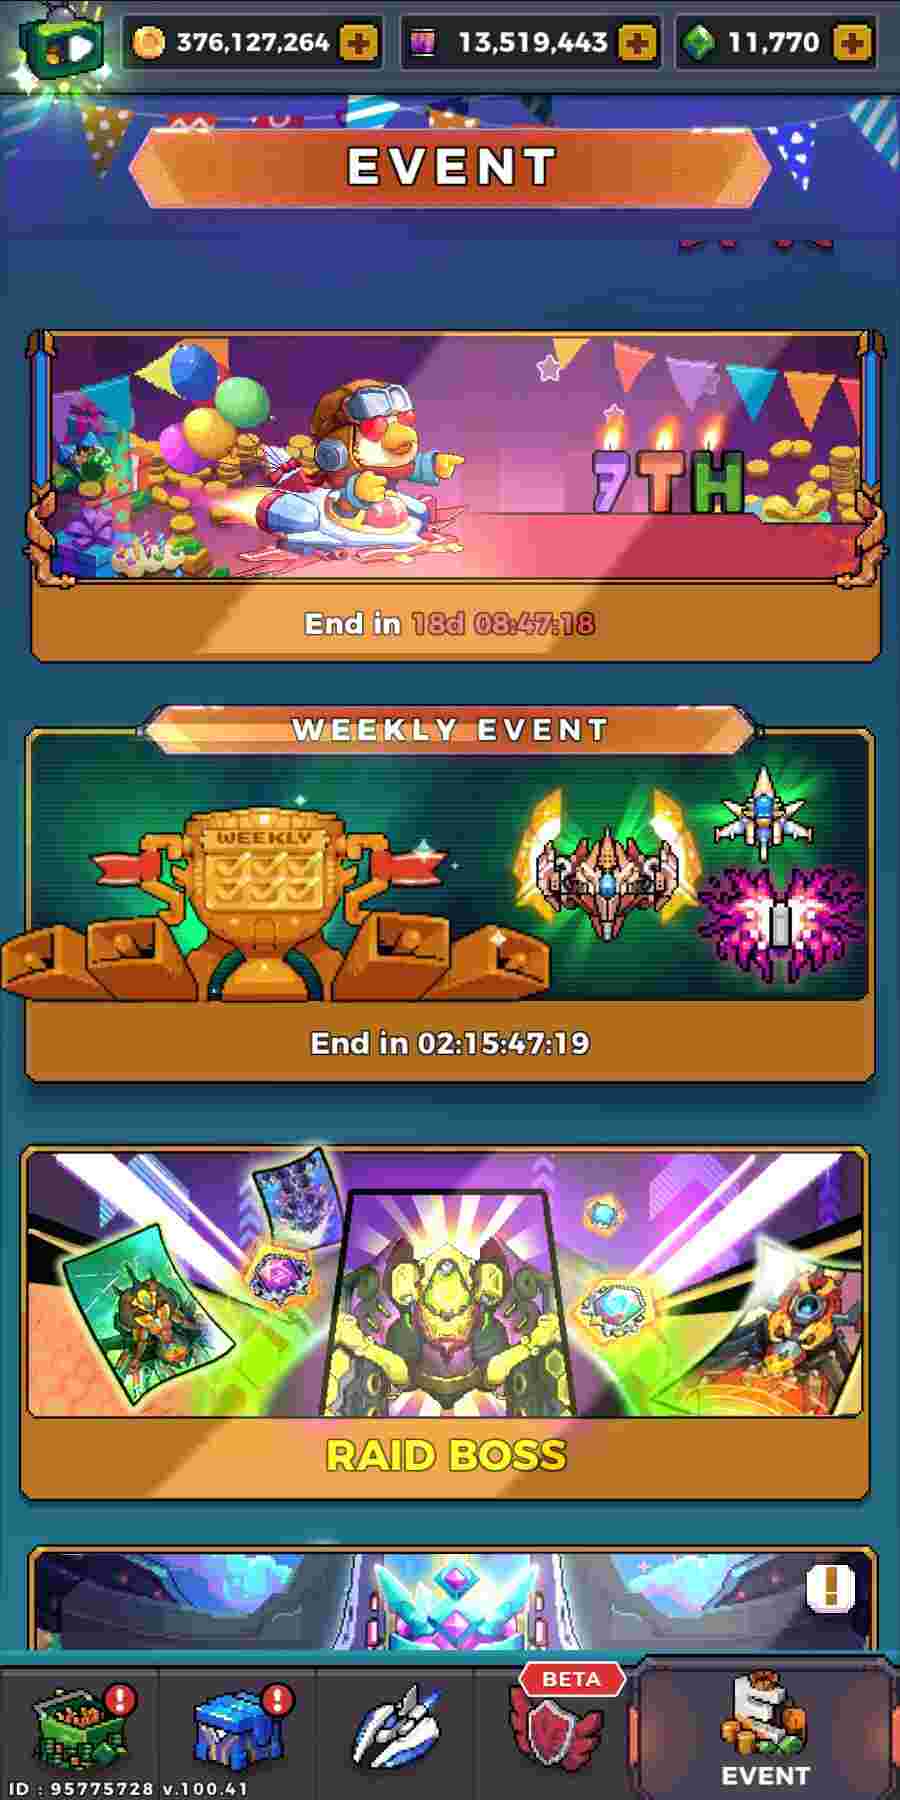 376,127,264
13,519,443
11,770
EVENT
7TH
End in 18d 08:47:18
WEEKLY EVENT
WEEKLY
End in 02:15:47:19
RAID BOSS
BETA
EVENT
ID : 95775728 v.100.41